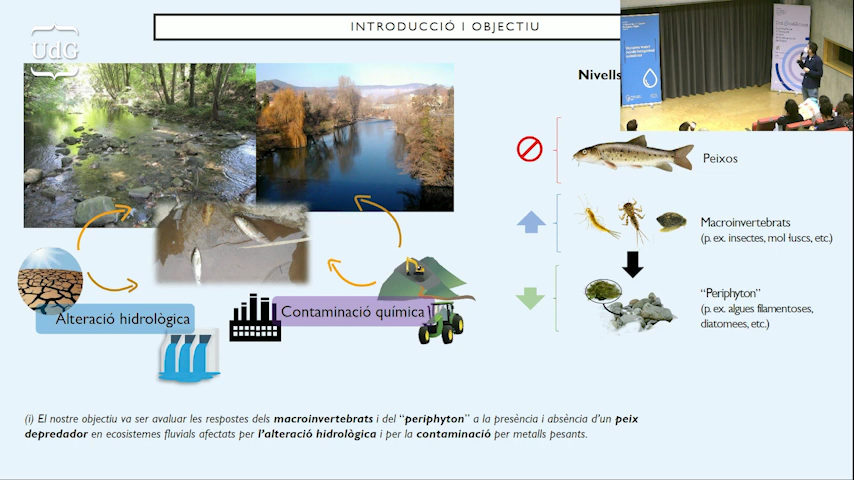 INTRODUCCIÓ I OBJECTIU
UdG
Nivells
Peixos
Macroinvertebrats
(p. ex. insectes, mol·luscs, etc.)
Alteració hidrològica
Contaminació química
"Periphyton"
(p. ex. algues filamentoses,
diatomees, etc.)
(i) El nostre objectiu va ser avaluar les respostes dels macroinvertebrats i del "periphyton" a la presència i absència d'un peix
depredador en ecosistemes fluvials afectats per l'alteració hidrològica i per la contaminació per metalls pesants.